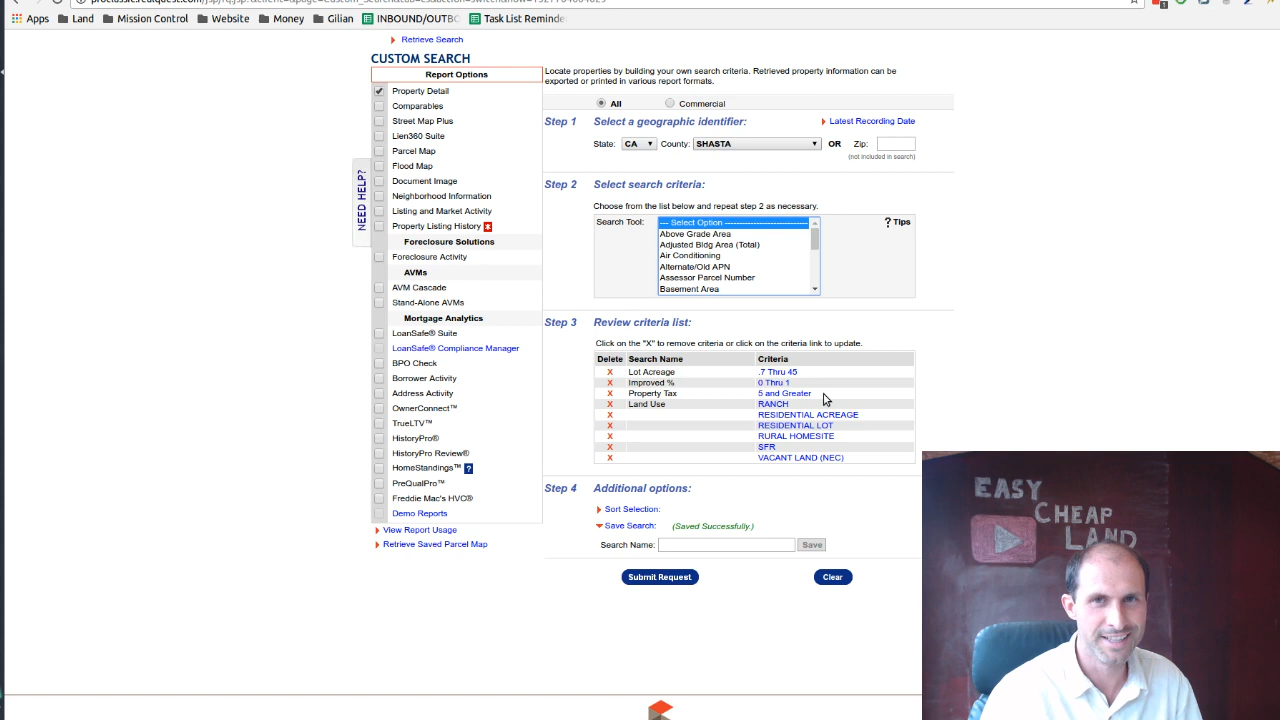 Apps Land Mission Control Website Money Gilian INBOUND/OUTBO Task List Reminde
Retrieve Search
CUSTOM SEARCH
Report Options
Property Detail
Comparables
Street Map Plus
Lien360 Suite
Parcel Map
Flood Map
Document Image
Neighborhood Information
Listing and Market Activity
Property Listing History
Foreclosure Solutions
Foreclosure Activity
AVMs
AVM Cascade
Stand-Alone AVMs
Mortgage Analytics
LoanSafe® Suite
LoanSafe® Compliance Manager
BPO Check
Borrower Activity
Address Activity
OwnerConnect™
TrueLTV™
HistoryPro®
HistoryPro Review®
HomeStandings™ ?
PreQualPro™
Freddie Mac's HVC®
Demo Reports
View Report Usage
Retrieve Saved Parcel Map
NEED HELP?
Locate properties by building your own search criteria. Retrieved property information can be
exported or printed in various report formats.
All Commercial
Step 1 Select a geographic identifier: Latest Recording Date
State: CA County: SHASTA OR Zip:
(not included in search)
Step 2 Select search criteria:
Choose from the list below and repeat step 2 as necessary.
Search Tool: --- Select Option ? Tips
Above Grade Area
Adjusted Bldg Area (Total)
Air Conditioning
Alternate/Old APN
Assessor Parcel Number
Basement Area
Step 3 Review criteria list:
Click on the "X" to remove criteria or click on the criteria link to update.
Delete Search Name Criteria
X Lot Acreage .7 Thru 45
X Improved % 0 Thru 1
X Property Tax 5 and Greater
X Land Use RANCH
X RESIDENTIAL ACREAGE
X RESIDENTIAL LOT
X RURAL HOMESITE
X SFR
X VACANT LAND (NEC)
Step 4 Additional options:
Sort Selection:
Save Search: (Saved Successfully.)
Search Name: Save
Submit Request Clear
EASY
CHEAP
LAND